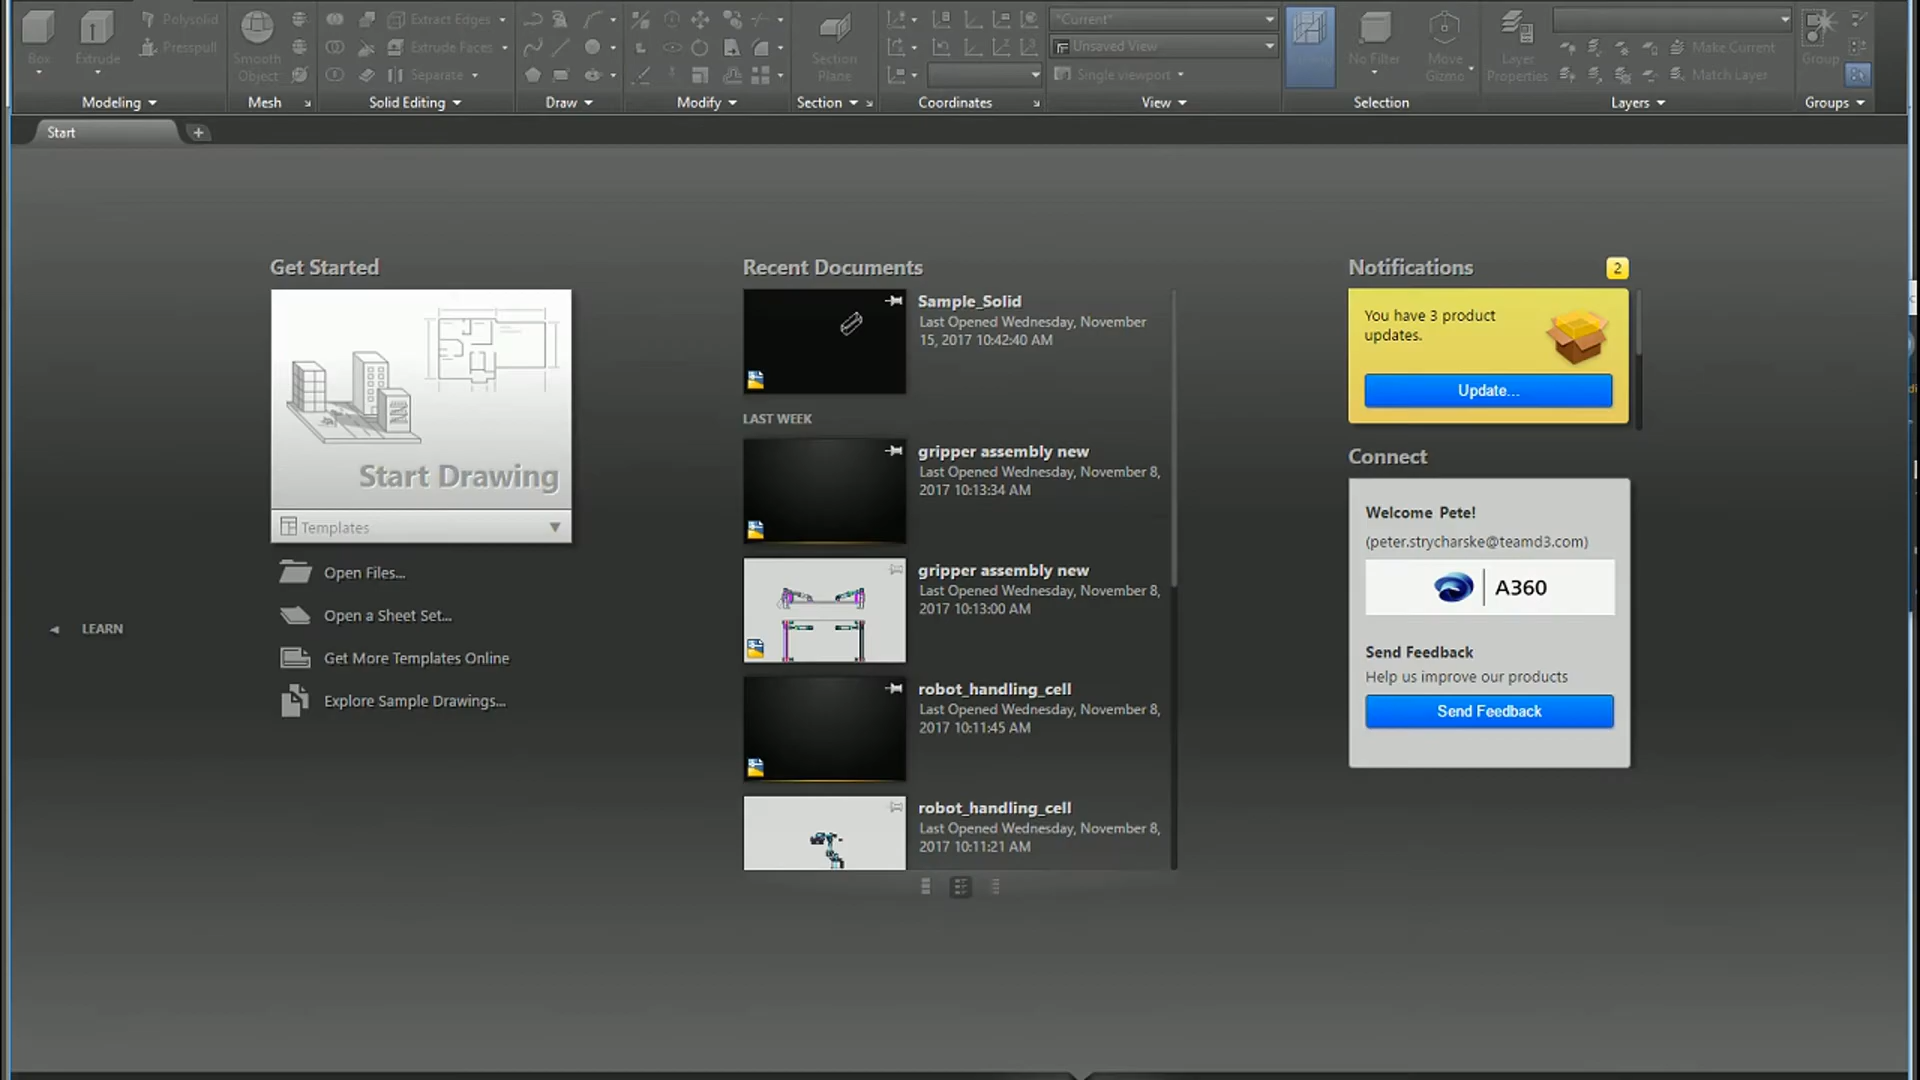 Box
Extrude
Polysolid
Presspull
Smooth
Object
Extract Edges
Extrude Faces
Separate
Section
Plane
"Current"
Unsaved View
Single viewport
No Filter
Move
Gizmo
Layer
Properties
Make Current
Match Layer
Group
Modeling
Mesh
Solid Editing
Draw
Modify
Section
Coordinates
View
Selection
Layers
Groups
Start
Get Started
Start Drawing
Templates
Open Files...
Open a Sheet Set...
Get More Templates Online
Explore Sample Drawings...
LEARN
Recent Documents
Sample_Solid
Last Opened Wednesday, November
15, 2017 10:42:40 AM
LAST WEEK
gripper assembly new
Last Opened Wednesday, November 8,
2017 10:13:34 AM
gripper assembly new
Last Opened Wednesday, November 8,
2017 10:13:00 AM
robot_handling_cell
Last Opened Wednesday, November 8,
2017 10:11:45 AM
robot_handling_cell
Last Opened Wednesday, November 8,
2017 10:11:21 AM
Notifications 2
You have 3 product
updates.
Update...
Connect
Welcome Pete!
(peter.strycharske@teamd3.com)
A360
Send Feedback
Help us improve our products
Send Feedback